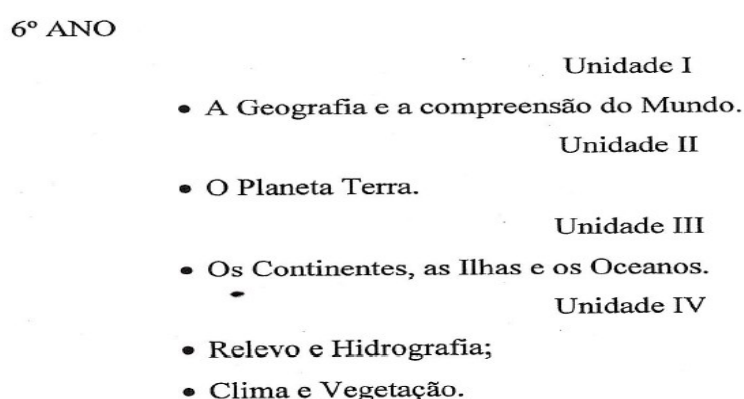 6º ANO
Unidade I
• A Geografia e a compreensão do Mundo.
Unidade II
• O Planeta Terra.
Unidade III
• Os Continentes, as Ilhas e os Oceanos.
Unidade IV
• Relevo e Hidrografia;
• Clima e Vegetação.